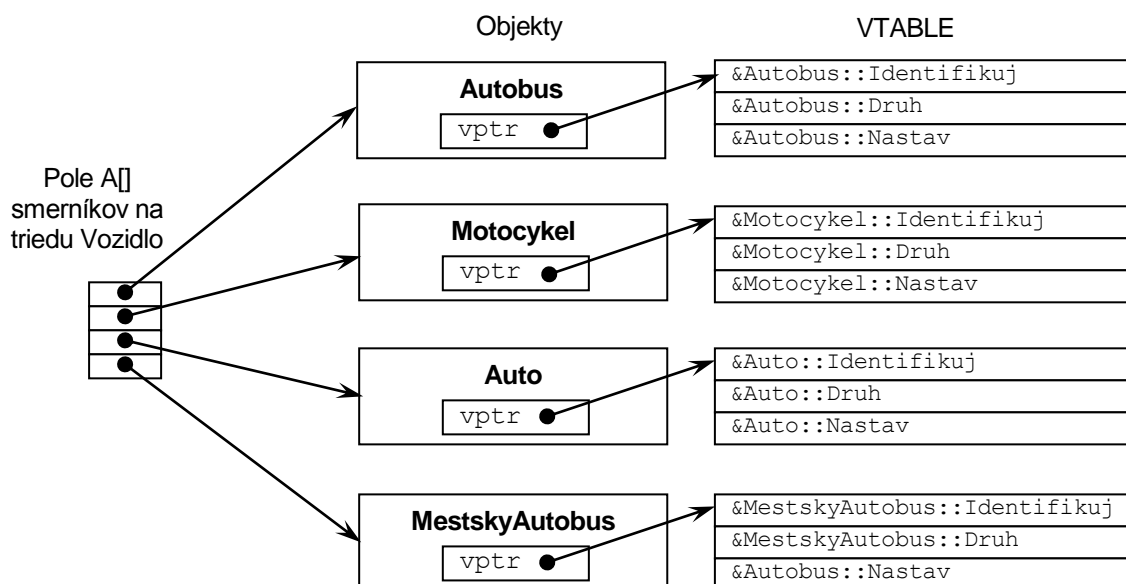 Objekty
VTABLE
Pole A[]
smerníkov na
triedu Vozidlo
Autobus
vptr
&Autobus::Identifikuj
&Autobus::Druh
&Autobus::Nastav
Motocykel
vptr
&Motocykel::Identifikuj
&Motocykel::Druh
&Motocykel::Nastav
Auto
vptr
&Auto::Identifikuj
&Auto::Druh
&Auto::Nastav
MestskyAutobus
vptr
&MestskyAutobus::Identifikuj
&MestskyAutobus::Druh
&Autobus::Nastav